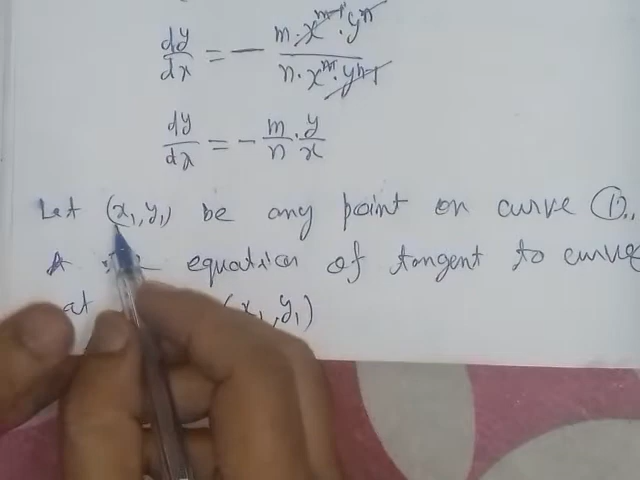 dy/dx = - m·x^(m-1)·y^n / n·x^m·y^(n-1)
dy/dx = - m/n · y/x
Let (x₁, y₁) be any point on curve ①.,
equation of tangent to curve
at (x₁, y₁)